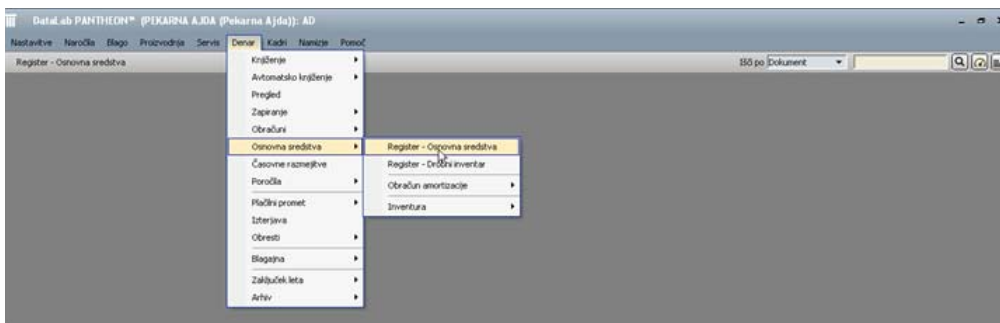 DataLab PANTHEON™ (PEKARNA AJDA (Pekarna Ajda)): AD
Nastavitve Naročila Blago Proizvodnja Servis Denar Kadri Namizje Pomoč
Register - Osnovna sredstva
Išči po Dokument
Knjiženje
Avtomatsko knjiženje
Pregled
Zapiranje
Obračuni
Osnovna sredstva
Časovne razmejitve
Poročila
Plačilni promet
Izterjava
Obresti
Blagajna
Zaključek leta
Arhiv
Register - Osnovna sredstva
Register - Drobni inventar
Obračun amortizacije
Inventura